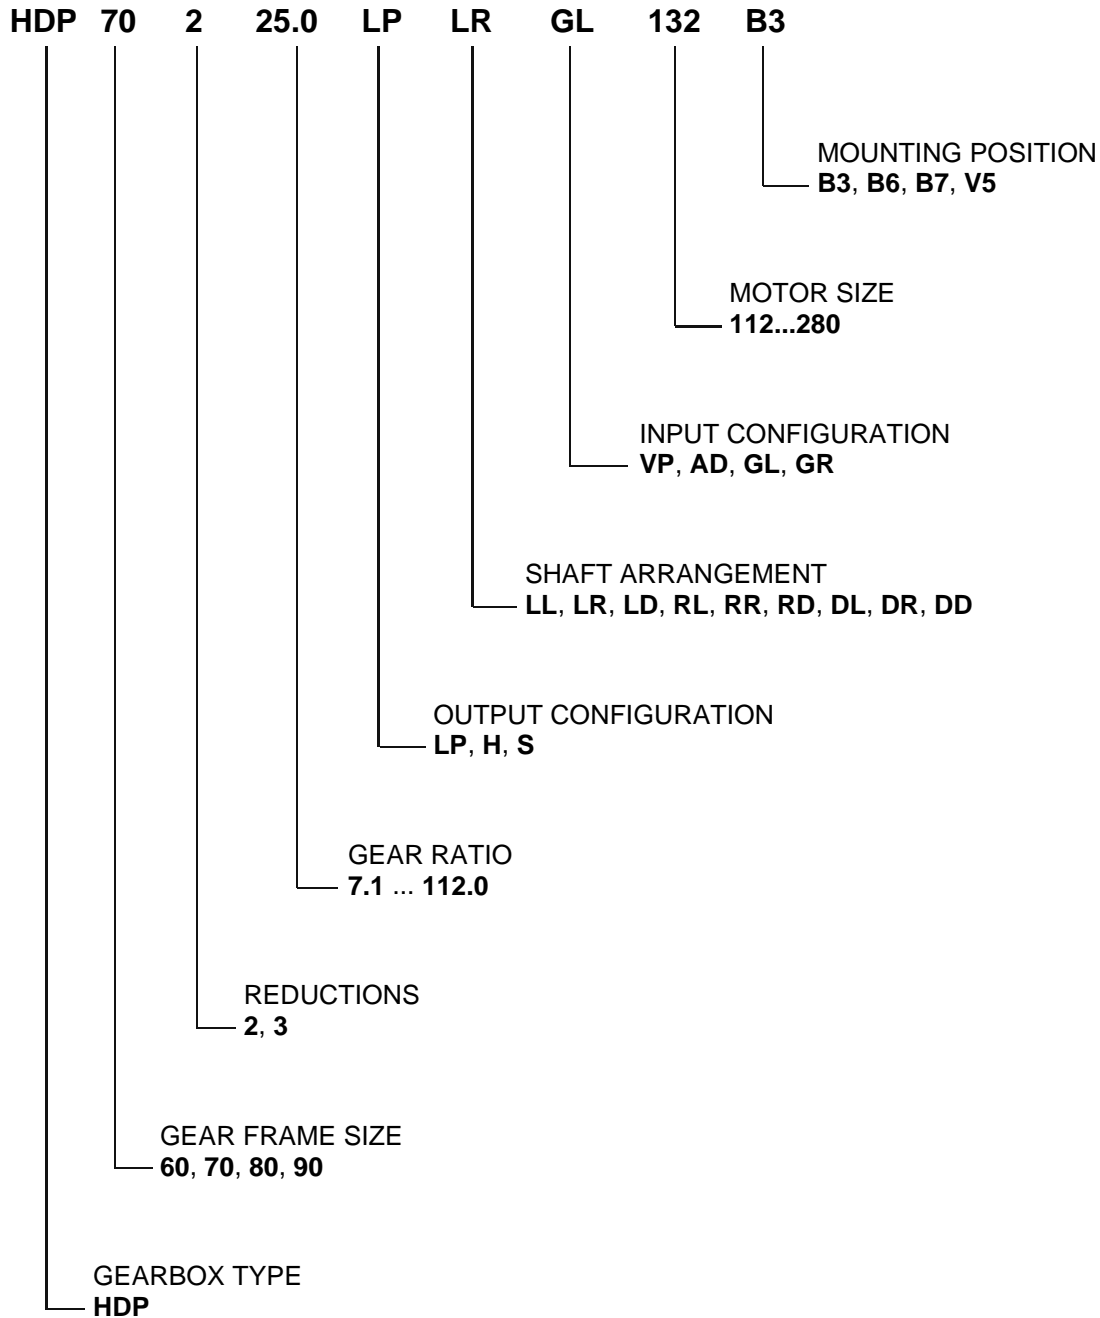 HDP 70 2 25.0 LP LR GL 132 B3
MOUNTING POSITION
B3, B6, B7, V5
MOTOR SIZE
112...280
INPUT CONFIGURATION
VP, AD, GL, GR
SHAFT ARRANGEMENT
LL, LR, LD, RL, RR, RD, DL, DR, DD
OUTPUT CONFIGURATION
LP, H, S
GEAR RATIO
7.1 ... 112.0
REDUCTIONS
2, 3
GEAR FRAME SIZE
60, 70, 80, 90
GEARBOX TYPE
HDP